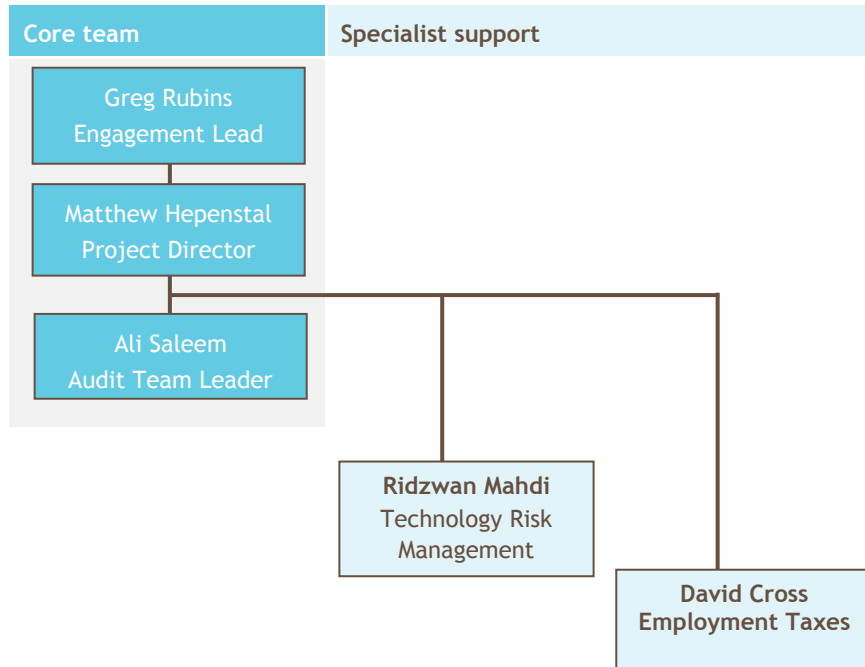 Core team
Specialist support
Greg Rubins
Engagement Lead
Matthew Hepenstal
Project Director
Ali Saleem
Audit Team Leader
Ridzwan Mahdi
Technology Risk
Management
David Cross
Employment Taxes